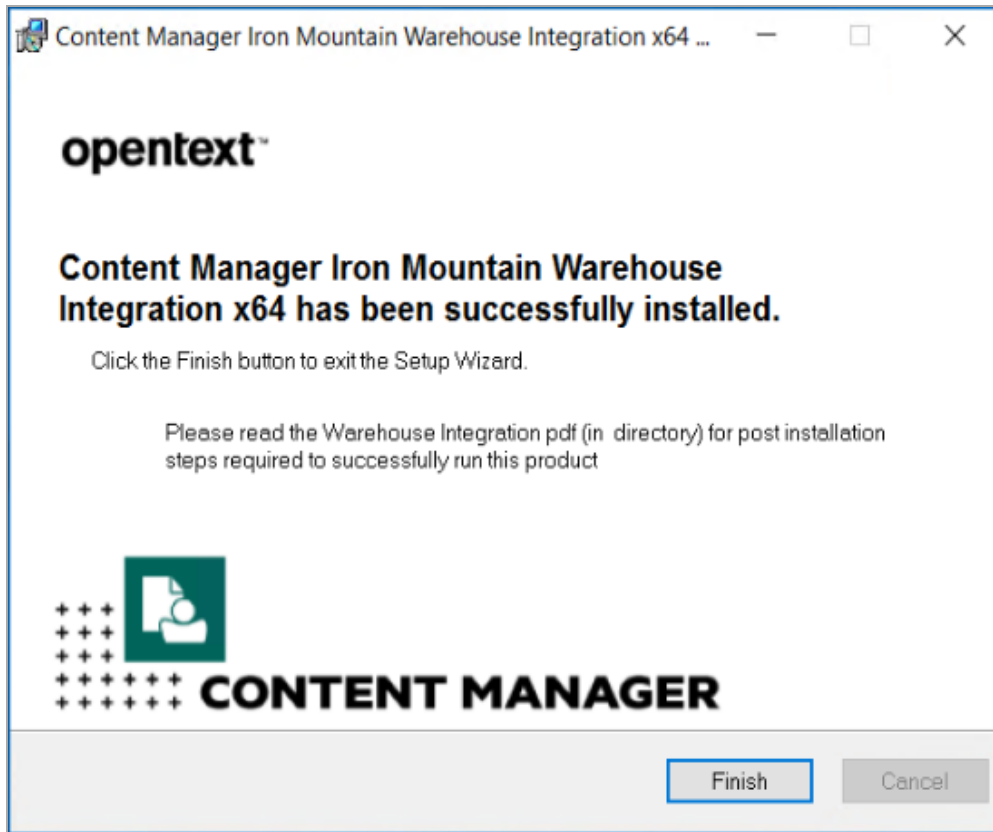 Content Manager Iron Mountain Warehouse Integration x64 ...
opentext™
Content Manager Iron Mountain Warehouse
Integration x64 has been successfully installed.
Click the Finish button to exit the Setup Wizard.
Please read the Warehouse Integration pdf (in  directory) for post installation
steps required to successfully run this product
CONTENT MANAGER
Finish
Cancel